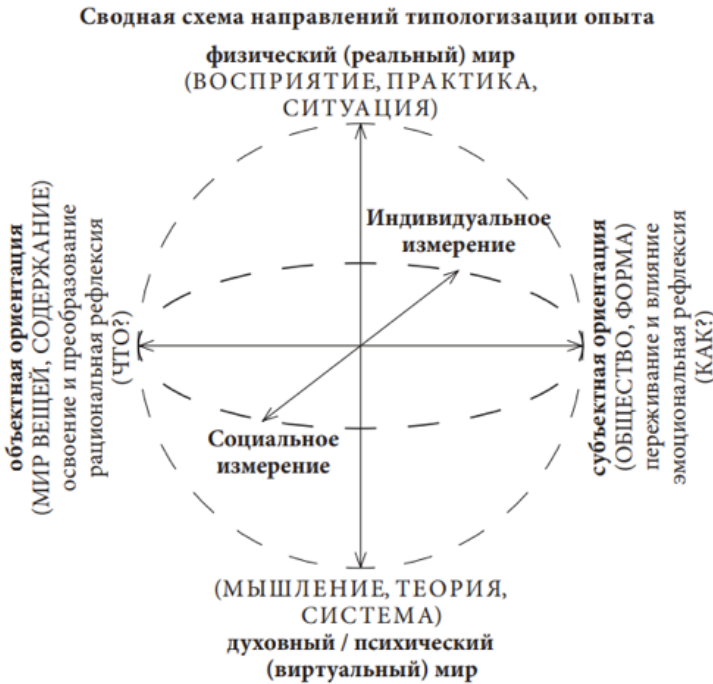 Сводная схема направлений типологизации опыта
физический (реальный) мир
(ВОСПРИЯТИЕ, ПРАКТИКА,
СИТУАЦИЯ)
объектная ориентация
(МИР ВЕЩЕЙ, СОДЕРЖАНИЕ)
освоение и преобразование
рациональная рефлексия
(ЧТО?)
Индивидуальное
измерение
Социальное
измерение
субъектная ориентация
(ОБЩЕСТВО, ФОРМА)
переживание и влияние
эмоциональная рефлексия
(КАК?)
(МЫШЛЕНИЕ, ТЕОРИЯ,
СИСТЕМА)
духовный / психический
(виртуальный) мир